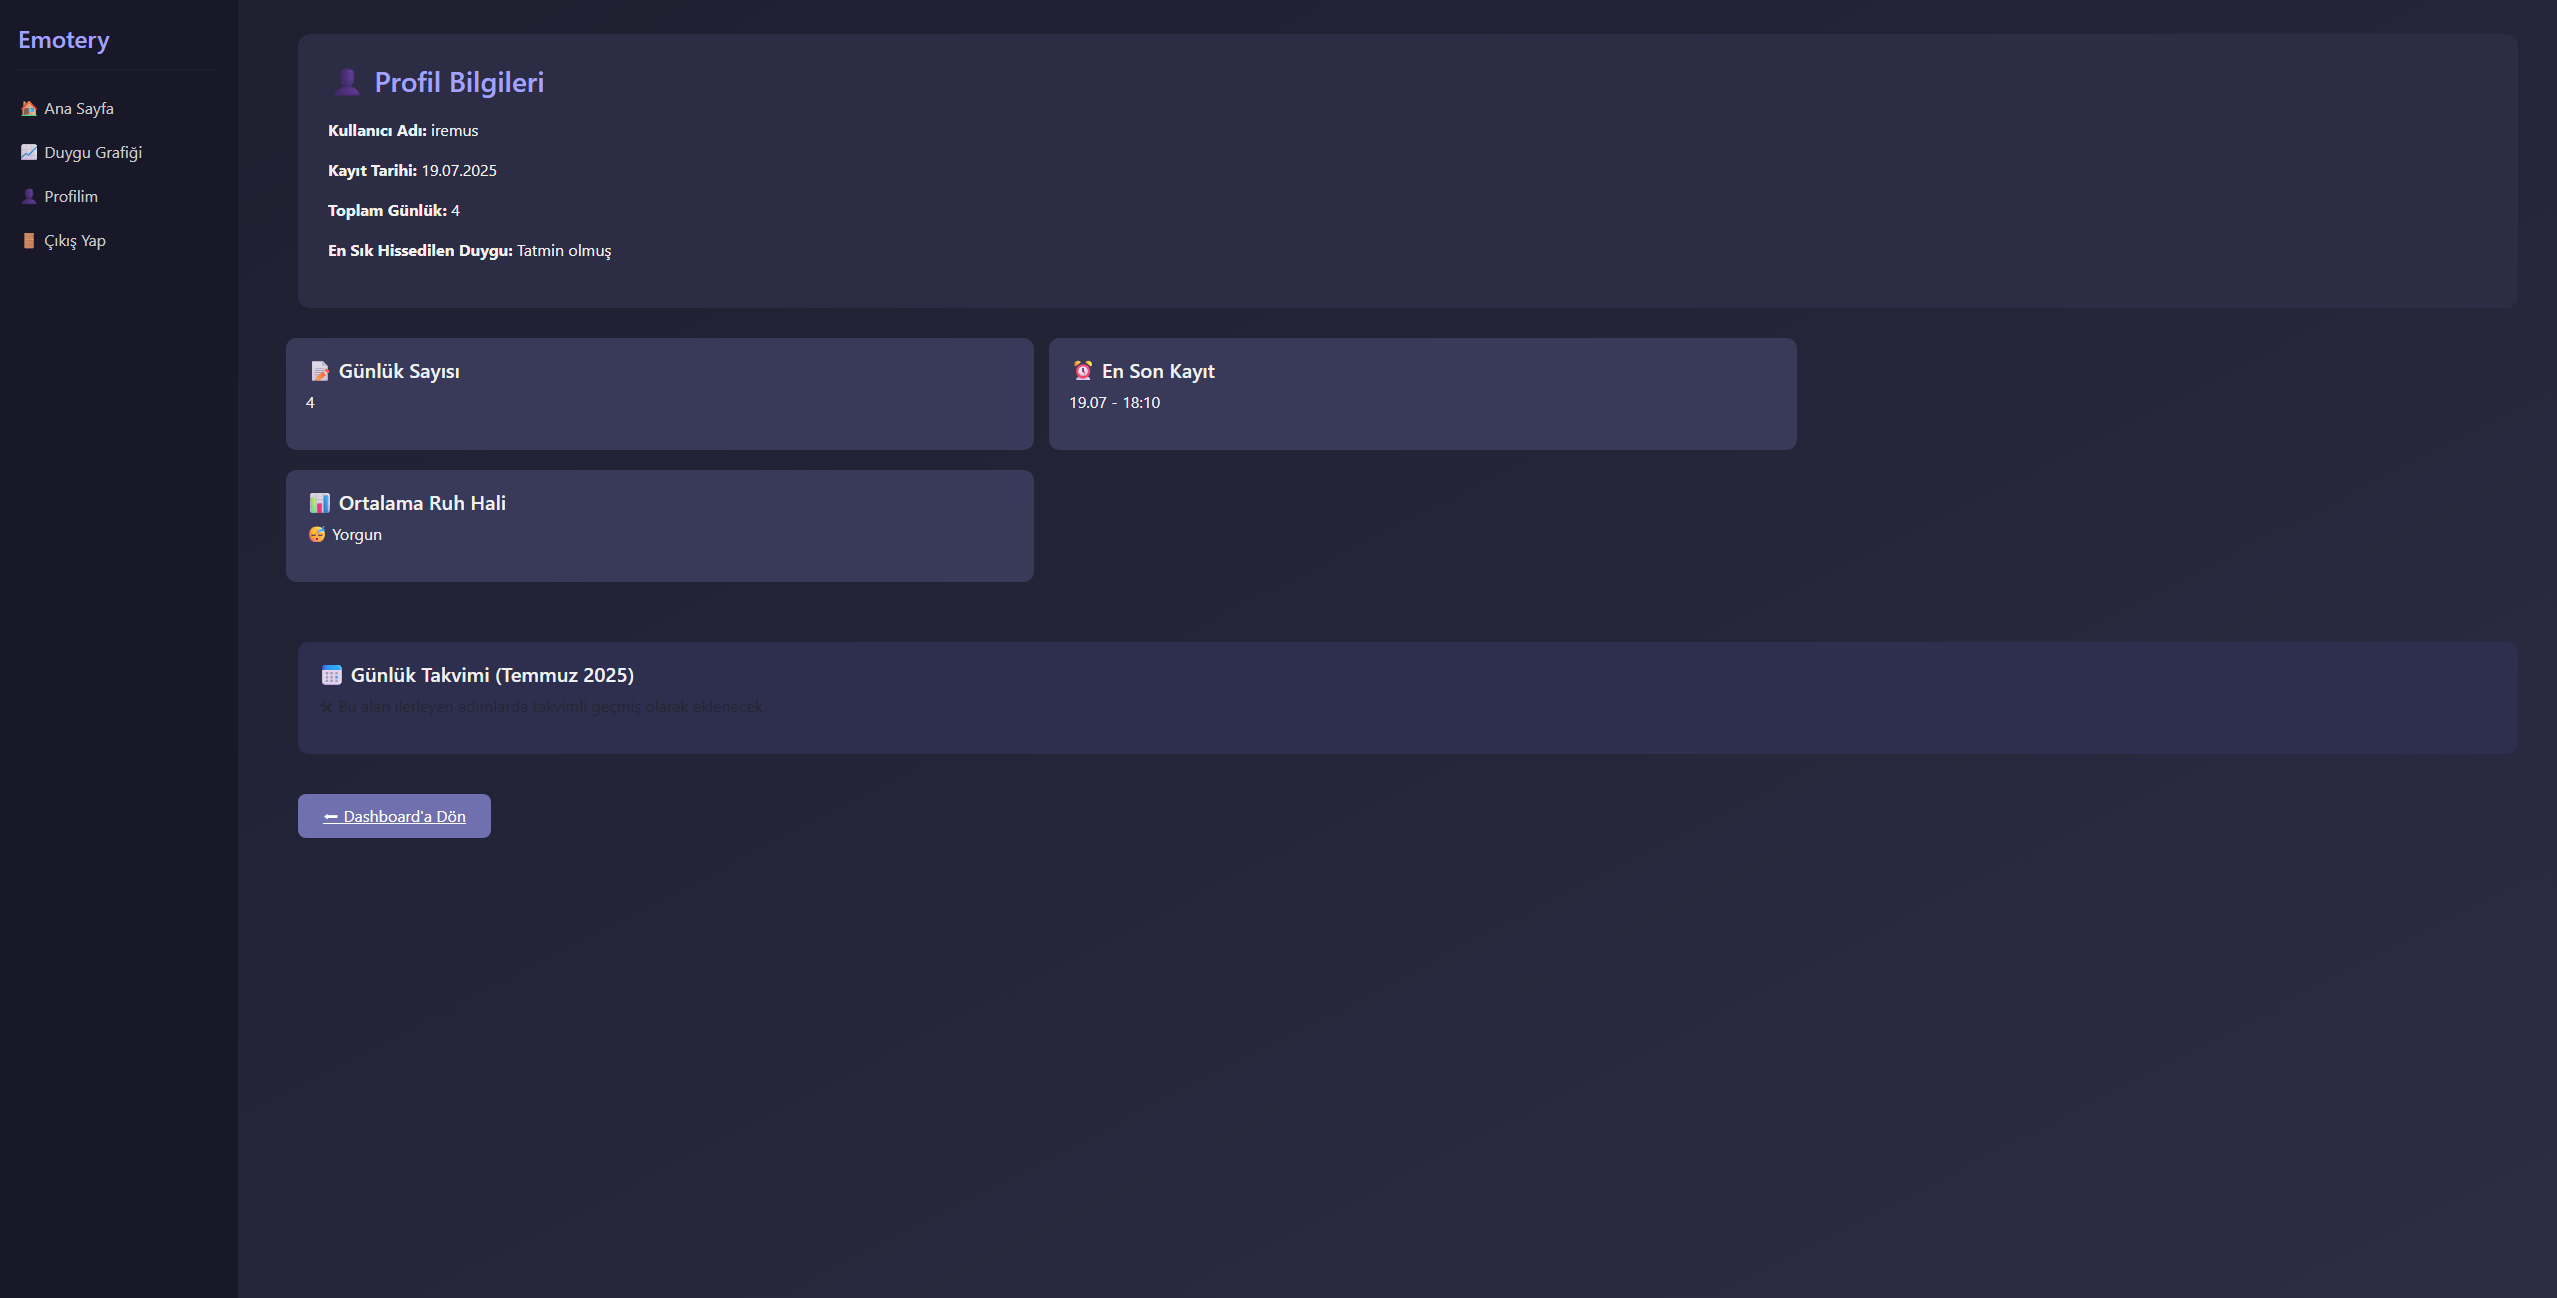 Emotery
🏠 Ana Sayfa
📈 Duygu Grafiği
👤 Profilim
🚪 Çıkış Yap
👤 Profil Bilgileri
Kullanıcı Adı: iremus
Kayıt Tarihi: 19.07.2025
Toplam Günlük: 4
En Sık Hissedilen Duygu: Tatmin olmuş
📝 Günlük Sayısı
4
⏰ En Son Kayıt
19.07 - 18:10
📊 Ortalama Ruh Hali
😴 Yorgun
🗓️ Günlük Takvimi (Temmuz 2025)
🛠 Bu alan ilerleyen adımlarda takvimli geçmiş olarak eklenecek.
⬅ Dashboard'a Dön